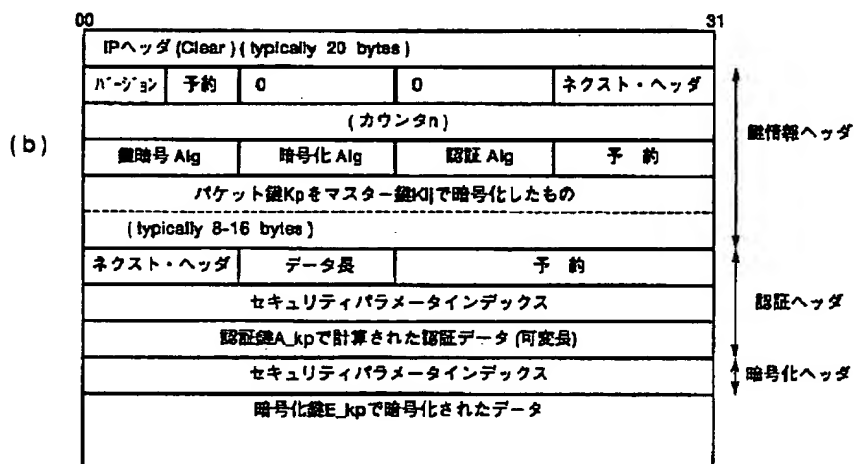 00 31
IPヘッダ (Clear) ( typically 20 bytes )
バージョン 予約 0 0 ネクスト・ヘッダ
( カウンタn )
(b)
鍵情報ヘッダ
鍵暗号 Alg 暗号化 Alg 認証 Alg 予 約
パケット鍵Kpをマスター鍵Kijで暗号化したもの
( typically 8-16 bytes )
ネクスト・ヘッダ データ長 予 約
セキュリティパラメータインデックス
認証ヘッダ
認証鍵A_kpで計算された認証データ (可変長)
セキュリティパラメータインデックス
暗号化ヘッダ
暗号化鍵E_kpで暗号化されたデータ